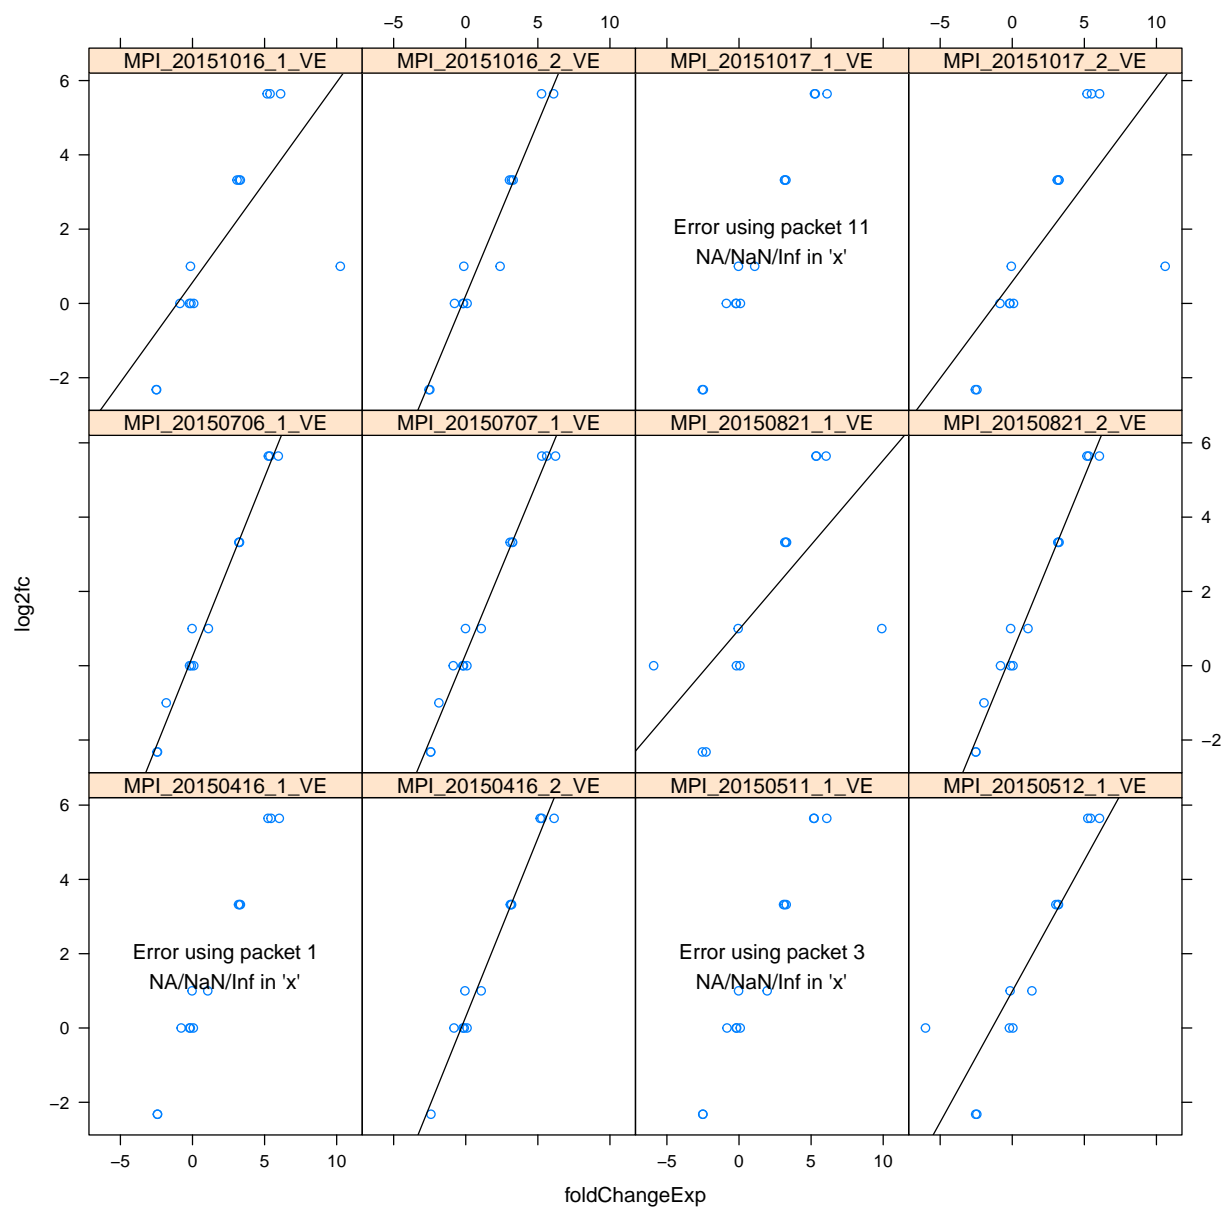 −5 0 5 10 −5 0 5 10
MPI_20151016_1_VE MPI_20151016_2_VE MPI_20151017_1_VE MPI_20151017_2_VE
6
4
2
0
−2
Error using packet 11
NA/NaN/Inf in 'x'
MPI_20150706_1_VE MPI_20150707_1_VE MPI_20150821_1_VE MPI_20150821_2_VE
6
4
2
0
−2
log2fc
MPI_20150416_1_VE MPI_20150416_2_VE MPI_20150511_1_VE MPI_20150512_1_VE
6
4
2
0
−2
Error using packet 1
NA/NaN/Inf in 'x'
Error using packet 3
NA/NaN/Inf in 'x'
−5 0 5 10 −5 0 5 10
foldChangeExp